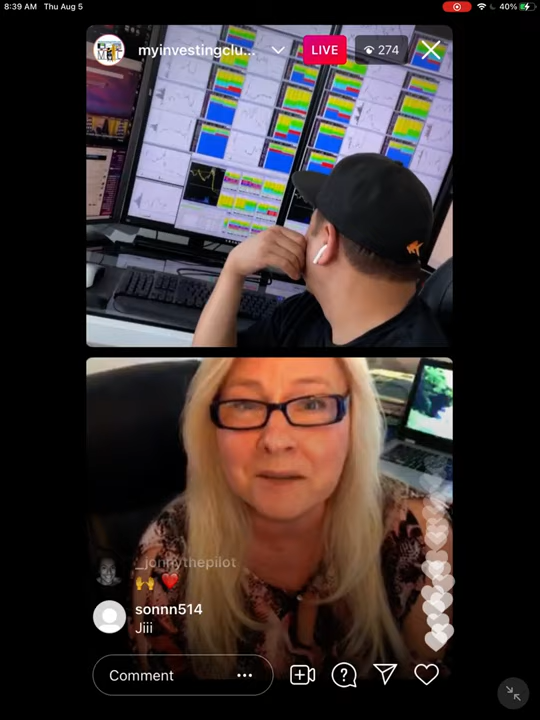 8:39 AM Thu Aug 5
40%
myinvestingclu...
LIVE
274
_jonnythepilot
🙌 ❤️
sonnn514
Jiii
Comment